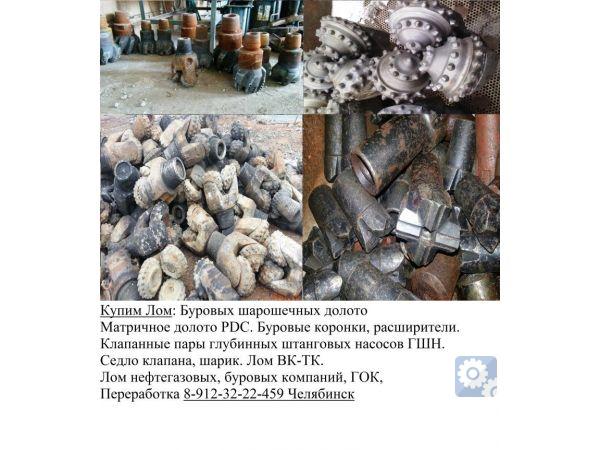 Купим Лом: Буровых шарошечных долото
Матричное долото PDC. Буровые коронки, расширители.
Клапанные пары глубинных штанговых насосов ГШН.
Седло клапана, шарик. Лом ВК-ТК.
Лом нефтегазовых, буровых компаний, ГОК,
Переработка 8-912-32-22-459 Челябинск